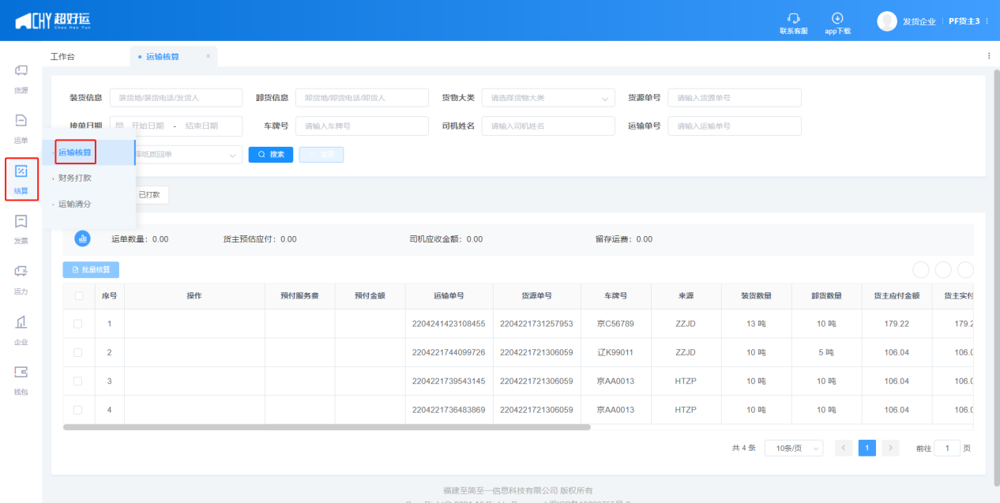 CHY 超好运
Chao Hao Yun
联系客服
app下载
发货企业
PF货主3
工作台
运输核算
货源
运单
结算
发票
运力
企业
钱包
运输核算
财务打款
运输清分
装货信息 装货地/装货电话/发货人 卸货信息 卸货地/卸货电话/卸货人 货物大类 请选择货物大类 货源单号 请输入货源单号
接单日期 开始日期 - 结束日期 车牌号 请输入车牌号 司机姓名 请输入司机姓名 运输单号 请输入运输单号
纸质回单 搜索
已打款
运单数量：0.00 货主预估应付：0.00 司机应收金额：0.00 留存运费：0.00
批量核算
序号 操作 预付服务费 预付金额 运输单号 货源单号 车牌号 来源 装货数量 卸货数量 货主应付金额 货主实付
1 2204241423108455 2204221731257953 京C56789 ZZJD 13 吨 10 吨 179.22 179.2
2 2204221744099726 2204221721306059 辽K99011 ZZJD 10 吨 5 吨 106.04 106.0
3 2204221739543145 2204221721306059 京AA0013 HTZP 10 吨 10 吨 106.04 106.0
4 2204221736483869 2204221721306059 京AA0013 HTZP 10 吨 10 吨 106.04 106.0
共 4 条 10条/页 1 前往 1 页
福建至简至一信息科技有限公司 版权所有